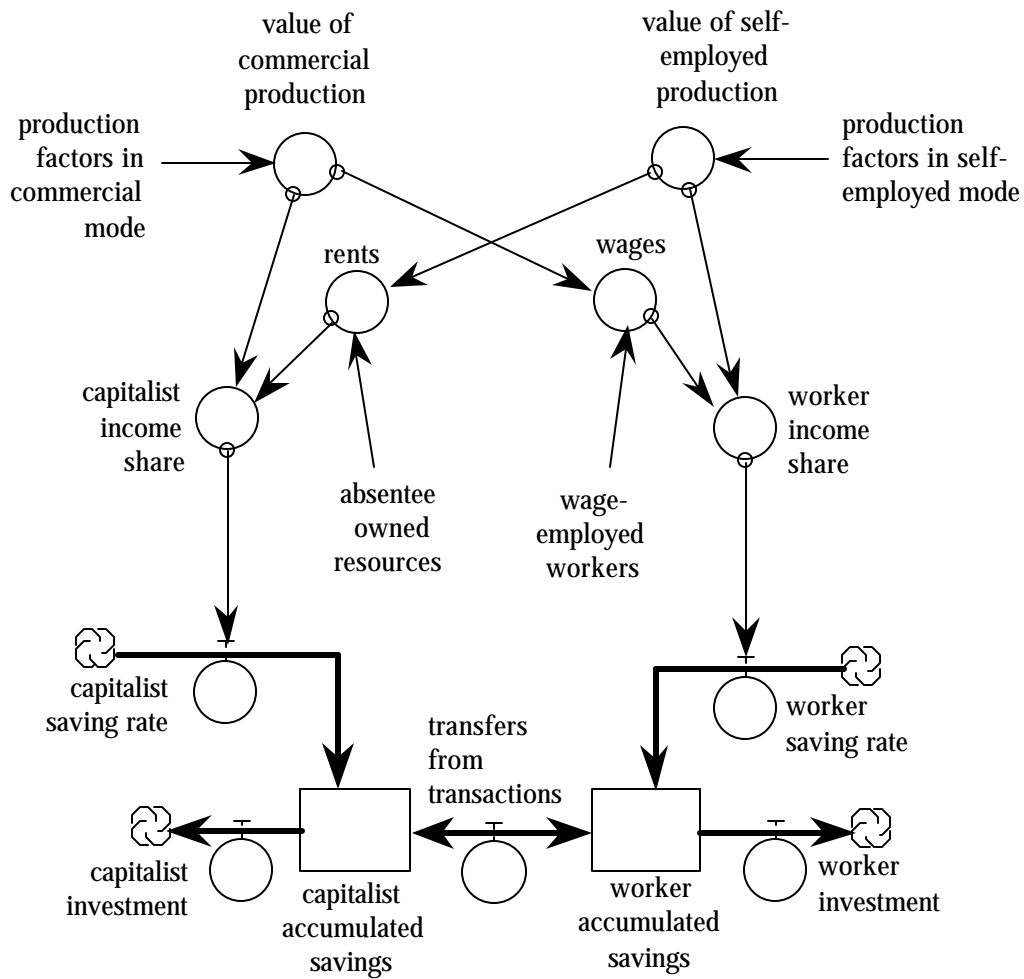 value of
commercial
production
value of self-
employed
production
production
factors in
commercial
mode
production
factors in self-
employed mode
rents
wages
capitalist
income
share
worker
income
share
absentee
owned
resources
wage-
employed
workers
capitalist
saving rate
worker
saving rate
transfers
from
transactions
capitalist
investment
capitalist
accumulated
savings
worker
accumulated
savings
worker
investment